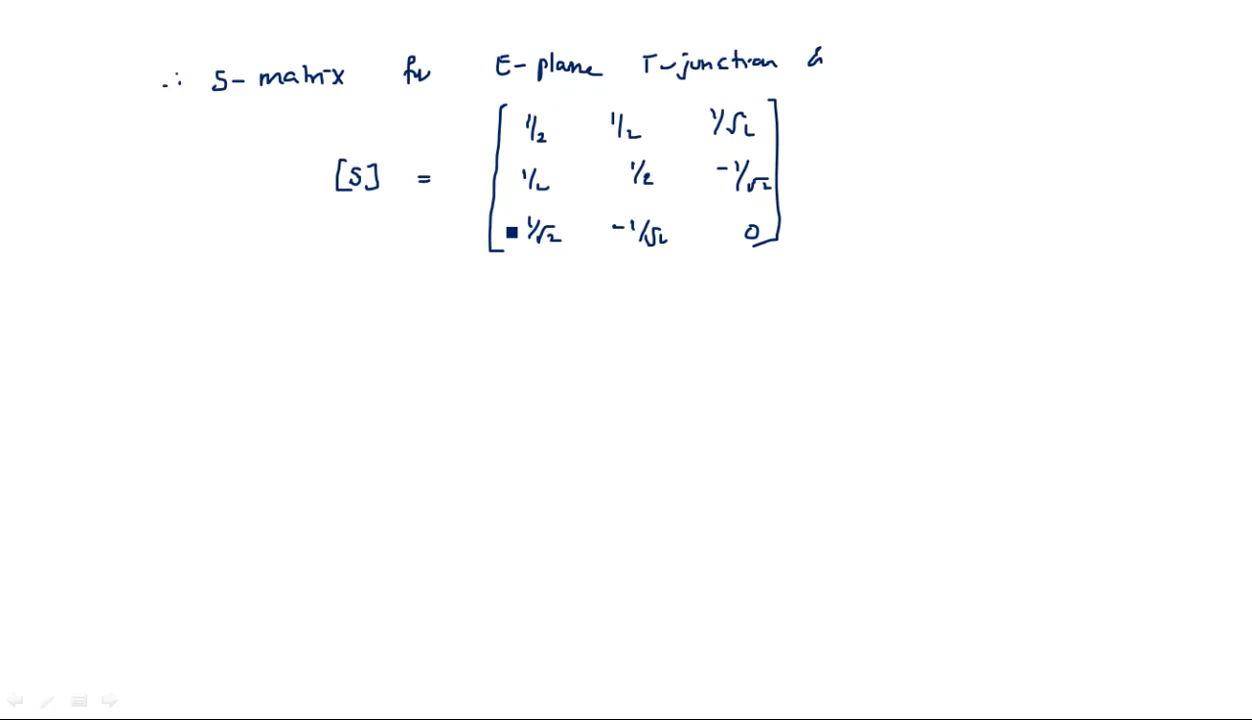 ∴ S-matrix for E-plane T-junction is
1/2 1/2 1/√2
[S] = 1/2 1/2 -1/√2
1/√2 -1/√2 0